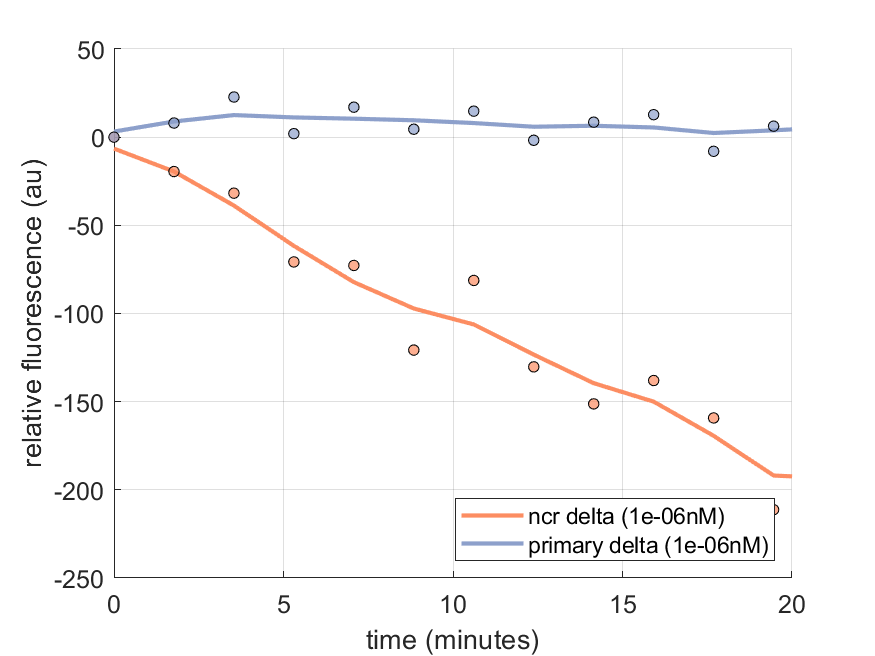 50
0
-50
-100
-150
-200
-250
relative fluorescence (au)
ncr delta (1e-06nM)
primary delta (1e-06nM)
0 5 10 15 20
time (minutes)